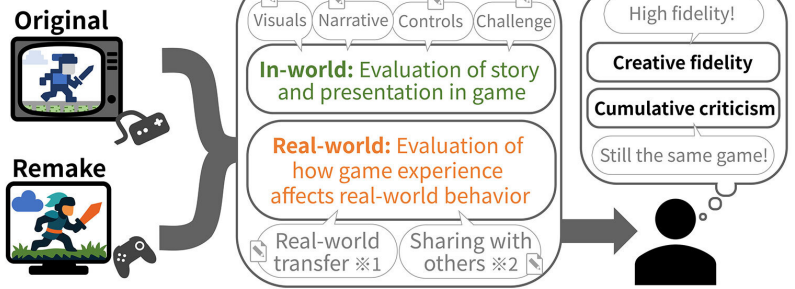 Original
Remake
Visuals
Narrative
Controls
Challenge
In-world: Evaluation of story
and presentation in game
Real-world: Evaluation of
how game experience
affects real-world behavior
Real-world
transfer ※1
Sharing with
others ※2
High fidelity!
Creative fidelity
Cumulative criticism
Still the same game!